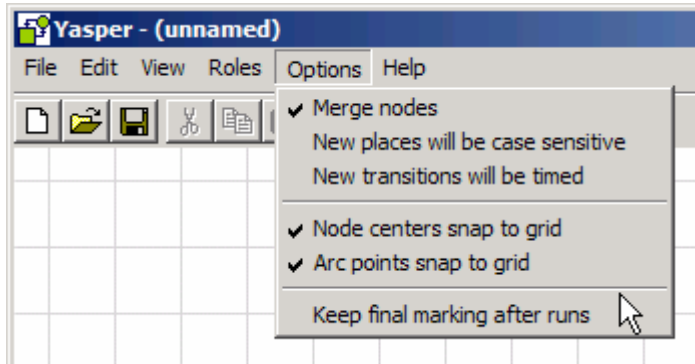 Yasper - (unnamed)
File Edit View Roles Options Help
Merge nodes
New places will be case sensitive
New transitions will be timed
Node centers snap to grid
Arc points snap to grid
Keep final marking after runs